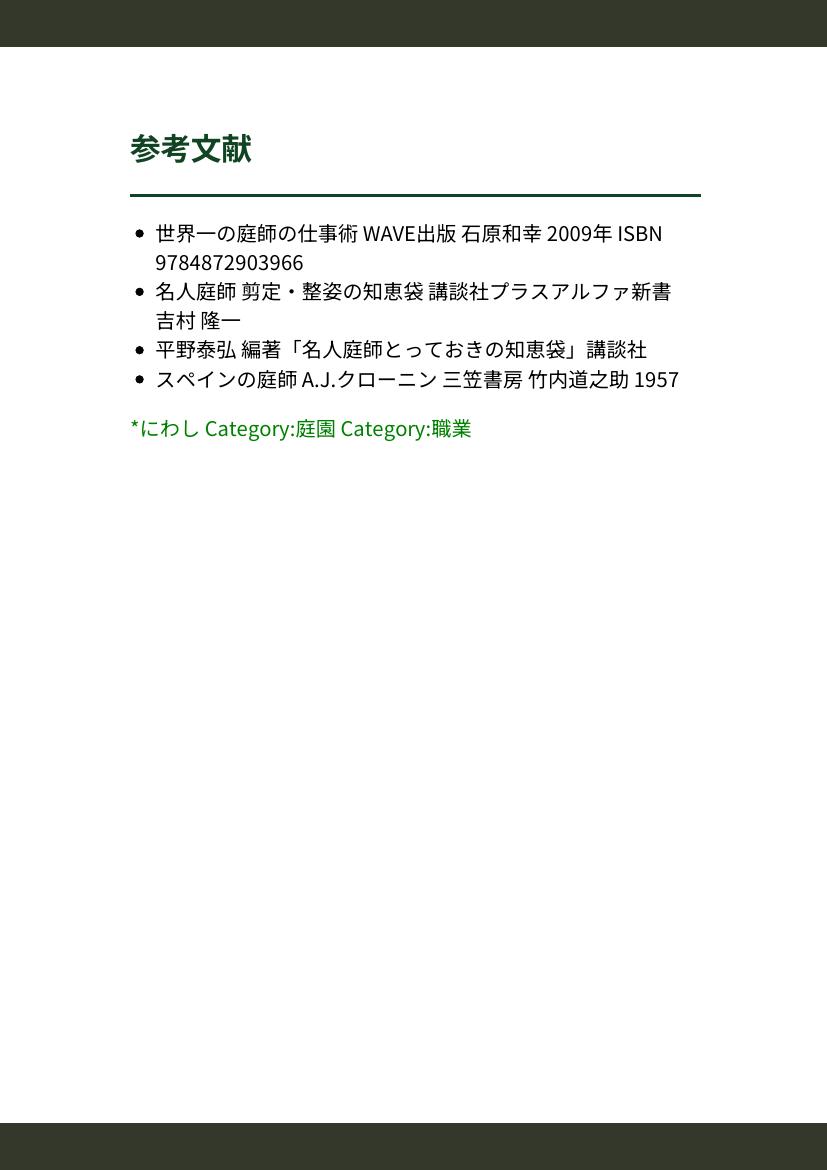 参考文献
• 世界一の庭師の仕事術 WAVE出版 石原和幸 2009年 ISBN
9784872903966
• 名人庭師 剪定・整姿の知恵袋 講談社プラスアルファ新書
吉村 隆一
• 平野泰弘 編著「名人庭師とっておきの知恵袋」講談社
• スペインの庭師 A.J.クローニン 三笠書房 竹内道之助 1957
*にわし Category:庭園 Category:職業